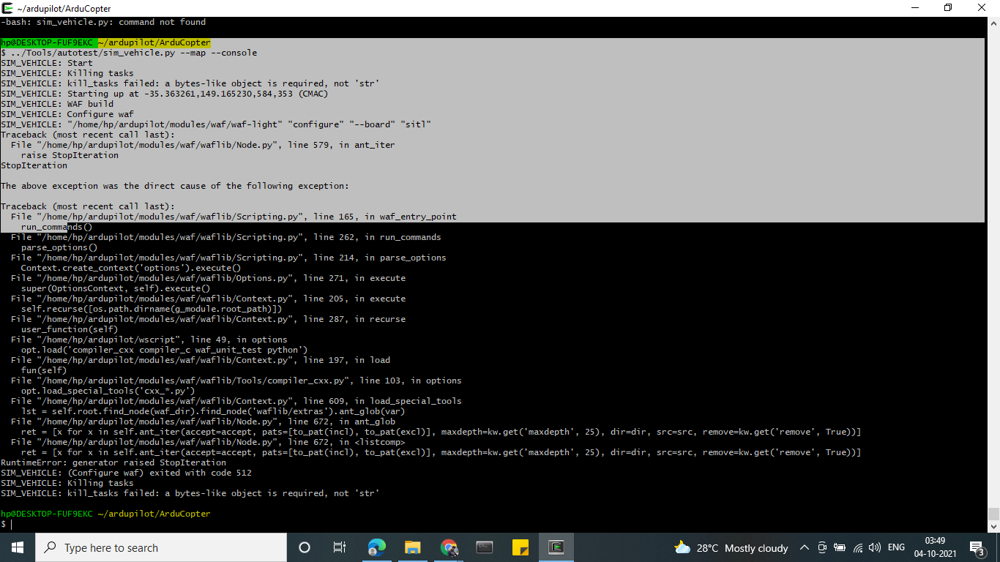 ~/ardupilot/ArduCopter
-bash: sim_vehicle.py: command not found
hp@DESKTOP-FUF9EKC ~/ardupilot/ArduCopter
$ ../Tools/autotest/sim_vehicle.py --map --console
SIM_VEHICLE: Start
SIM_VEHICLE: Killing tasks
SIM_VEHICLE: kill_tasks failed: a bytes-like object is required, not 'str'
SIM_VEHICLE: Starting up at -35.363261,149.165230,584,353 (CMAC)
SIM_VEHICLE: WAF build
SIM_VEHICLE: Configure waf
SIM_VEHICLE: "/home/hp/ardupilot/modules/waf/waf-light" "configure" "--board" "sitl"
Traceback (most recent call last):
  File "/home/hp/ardupilot/modules/waf/waflib/Node.py", line 579, in ant_iter
    raise StopIteration
StopIteration
The above exception was the direct cause of the following exception:
Traceback (most recent call last):
  File "/home/hp/ardupilot/modules/waf/waflib/Scripting.py", line 165, in waf_entry_point
    run_commands()
  File "/home/hp/ardupilot/modules/waf/waflib/Scripting.py", line 262, in run_commands
    parse_options()
  File "/home/hp/ardupilot/modules/waf/waflib/Scripting.py", line 214, in parse_options
    Context.create_context('options').execute()
  File "/home/hp/ardupilot/modules/waf/waflib/Options.py", line 271, in execute
    super(OptionsContext, self).execute()
  File "/home/hp/ardupilot/modules/waf/waflib/Context.py", line 205, in execute
    self.recurse([os.path.dirname(g_module.root_path)])
  File "/home/hp/ardupilot/modules/waf/waflib/Context.py", line 287, in recurse
    user_function(self)
  File "/home/hp/ardupilot/wscript", line 49, in options
    opt.load('compiler_cxx compiler_c waf_unit_test python')
  File "/home/hp/ardupilot/modules/waf/waflib/Context.py", line 197, in load
    fun(self)
  File "/home/hp/ardupilot/modules/waf/waflib/Tools/compiler_cxx.py", line 103, in options
    opt.load_special_tools('cxx_*.py')
  File "/home/hp/ardupilot/modules/waf/waflib/Context.py", line 609, in load_special_tools
    lst = self.root.find_node(waf_dir).find_node('waflib/extras').ant_glob(var)
  File "/home/hp/ardupilot/modules/waf/waflib/Node.py", line 672, in ant_glob
    ret = [x for x in self.ant_iter(accept=accept, pats=[to_pat(incl), to_pat(excl)], maxdepth=kw.get('maxdepth', 25), dir=dir, src=src, remove=kw.get('remove', True))]
  File "/home/hp/ardupilot/modules/waf/waflib/Node.py", line 672, in <listcomp>
    ret = [x for x in self.ant_iter(accept=accept, pats=[to_pat(incl), to_pat(excl)], maxdepth=kw.get('maxdepth', 25), dir=dir, src=src, remove=kw.get('remove', True))]
RuntimeError: generator raised StopIteration
SIM_VEHICLE: (Configure waf) exited with code 512
SIM_VEHICLE: Killing tasks
SIM_VEHICLE: kill_tasks failed: a bytes-like object is required, not 'str'
hp@DESKTOP-FUF9EKC ~/ardupilot/ArduCopter
$
Type here to search
28°C Mostly cloudy
ENG
03:49
04-10-2021
3